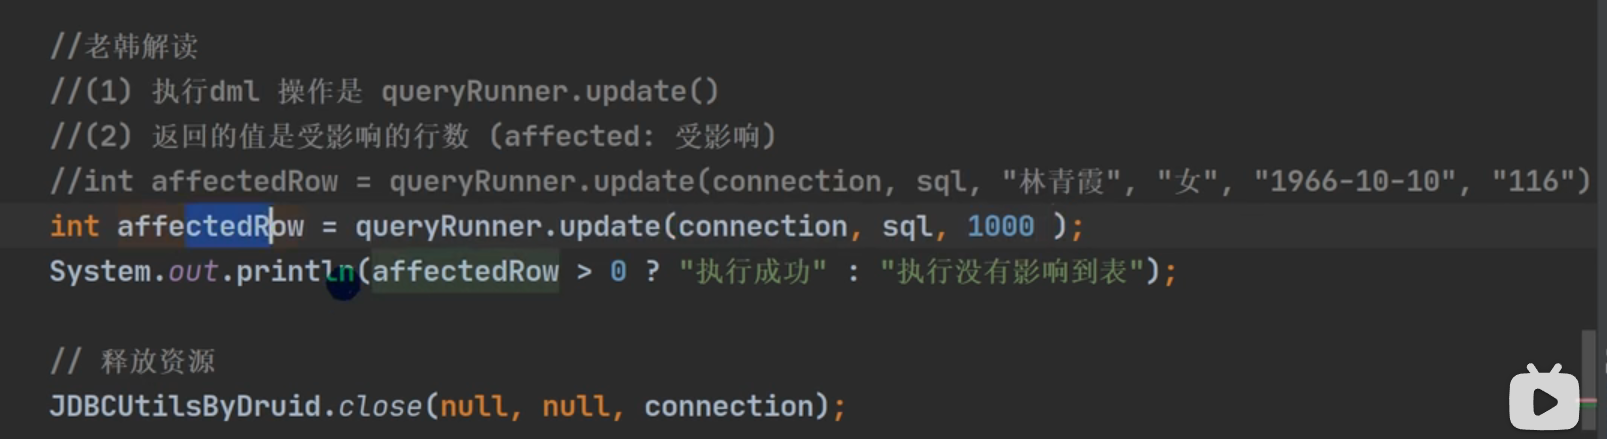 //老韩解读
//(1) 执行dml 操作是 queryRunner.update()
//(2) 返回的值是受影响的行数 (affected: 受影响)
//int affectedRow = queryRunner.update(connection, sql, "林青霞", "女", "1966-10-10", "116")
int affectedRow = queryRunner.update(connection, sql, 1000 );
System.out.println(affectedRow > 0 ? "执行成功" : "执行没有影响到表");
// 释放资源
JDBCUtilsByDruid.close(null, null, connection);